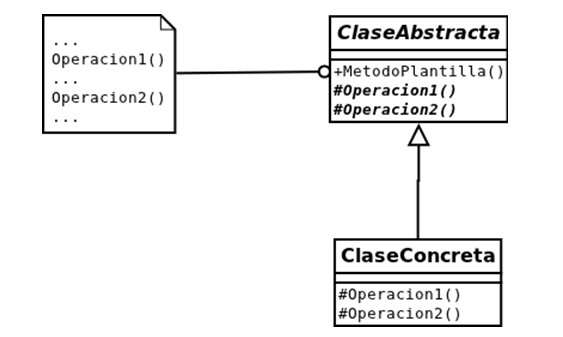 ...
Operacion1()
...
Operacion2()
...
ClaseAbstracta
+MetodoPlantilla()
#Operacion1()
#Operacion2()
ClaseConcreta
#Operacion1()
#Operacion2()